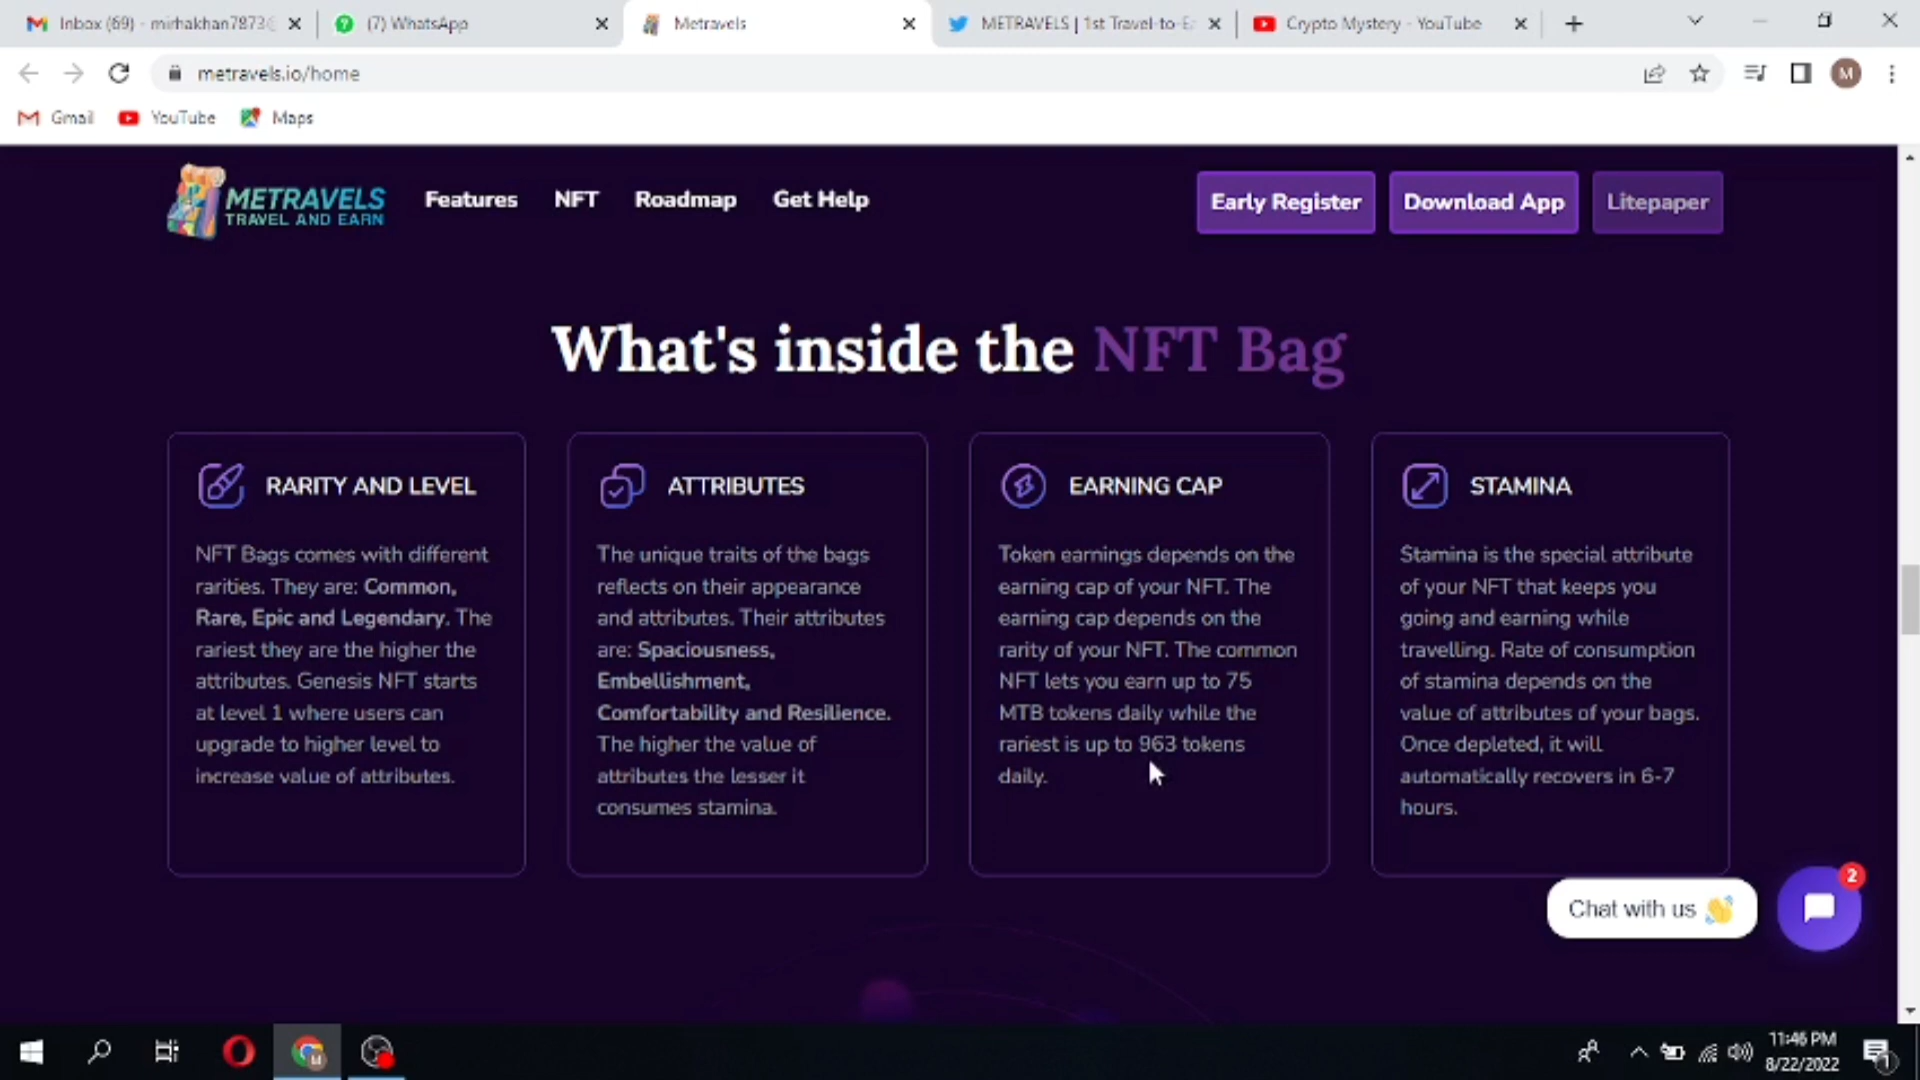 Inbox (69) - mirhakhan7873@
(7) WhatsApp
Metravels
METRAVELS | 1st Travel-to-Ea
Crypto Mystery - YouTube
metravels.io/home
M
Gmail
YouTube
Maps
METRAVELS
TRAVEL AND EARN
Features
NFT
Roadmap
Get Help
Early Register
Download App
Litepaper
What's inside the NFT Bag
RARITY AND LEVEL
NFT Bags comes with different
rarities. They are: Common,
Rare, Epic and Legendary. The
rariest they are the higher the
attributes. Genesis NFT starts
at level 1 where users can
upgrade to higher level to
increase value of attributes.
ATTRIBUTES
The unique traits of the bags
reflects on their appearance
and attributes. Their attributes
are: Spaciousness,
Embellishment,
Comfortability and Resilience.
The higher the value of
attributes the lesser it
consumes stamina.
EARNING CAP
Token earnings depends on the
earning cap of your NFT. The
earning cap depends on the
rarity of your NFT. The common
NFT lets you earn up to 75
MTB tokens daily while the
rariest is up to 963 tokens
daily.
STAMINA
Stamina is the special attribute
of your NFT that keeps you
going and earning while
travelling. Rate of consumption
of stamina depends on the
value of attributes of your bags.
Once depleted, it will
automatically recovers in 6-7
hours.
Chat with us 👋
2
11:46 PM
8/22/2022
1